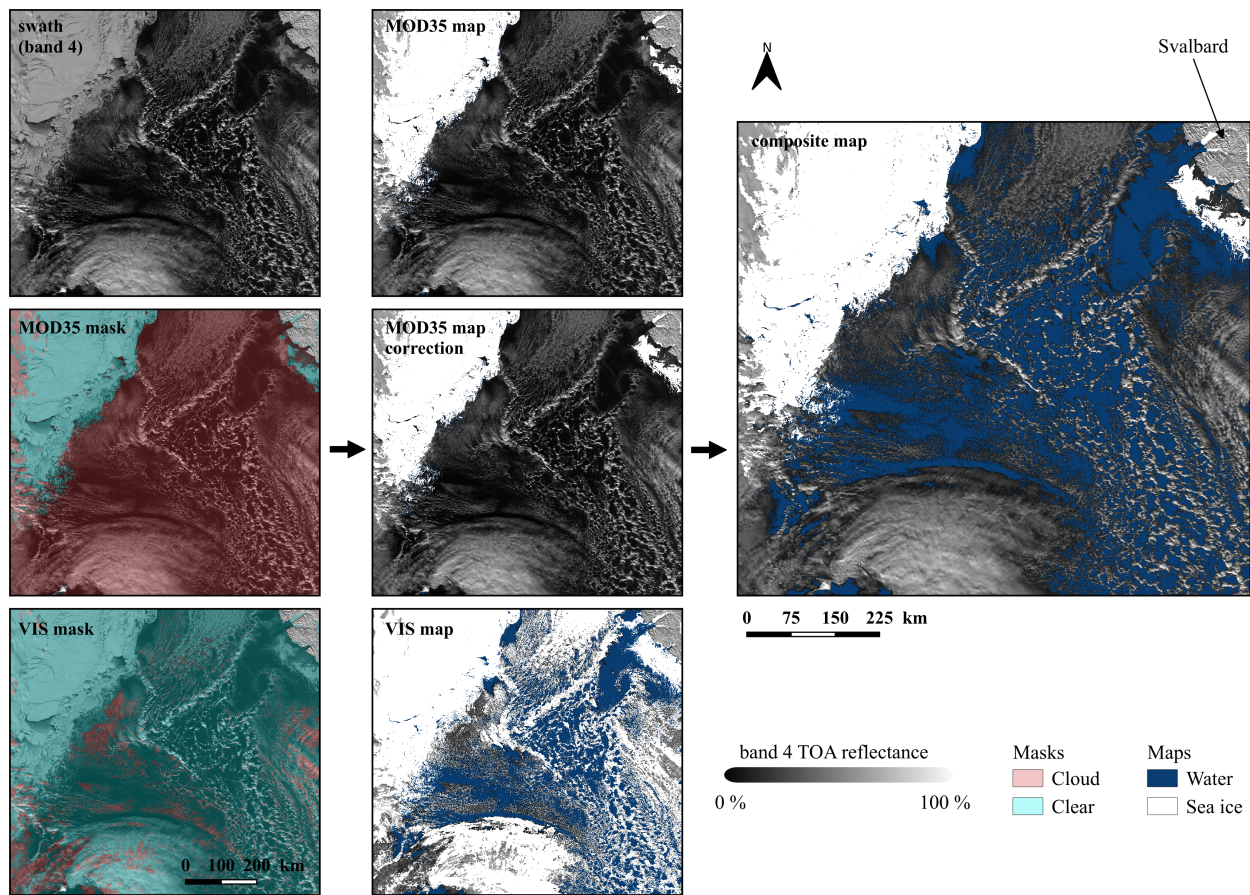 swath
(band 4)
MOD35 map
N
Svalbard
composite map
MOD35 mask
MOD35 map
correction
0 75 150 225 km
VIS mask
0 100 200 km
VIS map
band 4 TOA reflectance
0 % 100 %
Masks
Cloud
Clear
Maps
Water
Sea ice